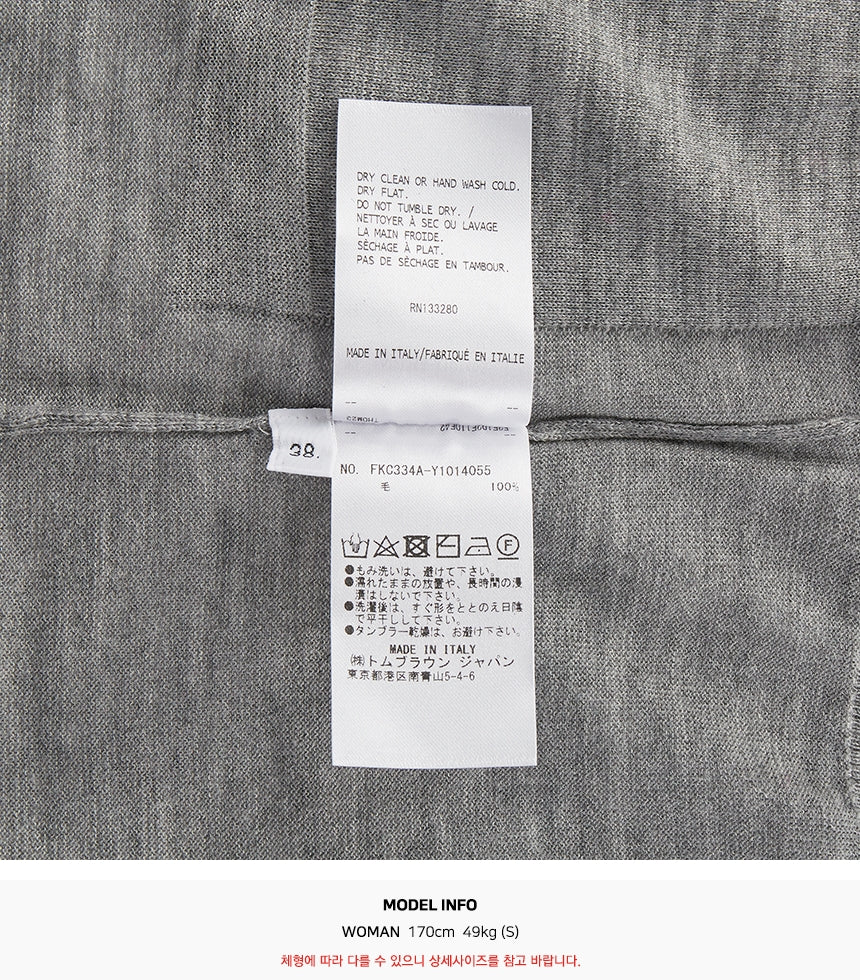 DRY CLEAN OR HAND WASH COLD.
DRY FLAT.
DO NOT TUMBLE DRY. /
NETTOYER À SEC OU LAVAGE
LA MAIN FROIDE.
SÈCHAGE À PLAT.
PAS DE SÈCHAGE EN TAMBOUR.
RN133280
MADE IN ITALY/FABRIQUÉ EN ITALIE
38.
NO. FKC334A-Y1014055
毛 100%
F
●もみ洗いは、避けて下さい。
●濡れたままの放置や、長時間の浸
漬はしないで下さい。
●洗濯後は、すぐ形をととのえ日陰
で平干しして下さい。
●タンブラー乾燥は、お避け下さい。
MADE IN ITALY
㈱トムブラウン ジャパン
東京都港区南青山5-4-6
MODEL INFO
WOMAN 170cm 49kg (S)
체형에 따라 다를 수 있으니 상세사이즈를 참고 바랍니다.